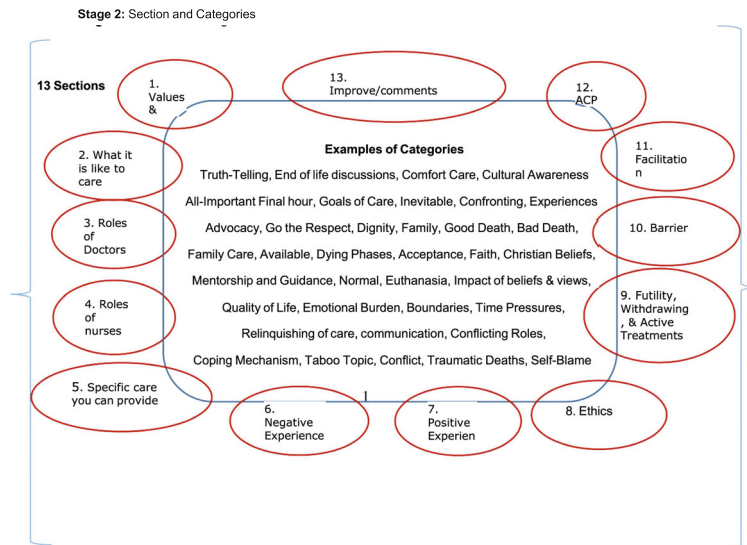 Stage 2: Section and Categories
13 Sections
1.
Values
&
13.
Improve/comments
12.
ACP
2. What it
is like to
care
3. Roles
of
Doctors
4. Roles
of
nurses
5. Specific care
you can provide
6.
Negative
Experience
7.
Positive
Experien
8. Ethics
9. Futility,
Withdrawing
, & Active
Treatments
10. Barrier
11.
Facilitatio
n
Examples of Categories
Truth-Telling, End of life discussions, Comfort Care, Cultural Awareness
All-Important Final hour, Goals of Care, Inevitable, Confronting, Experiences
Advocacy, Go the Respect, Dignity, Family, Good Death, Bad Death,
Family Care, Available, Dying Phases, Acceptance, Faith, Christian Beliefs,
Mentorship and Guidance, Normal, Euthanasia, Impact of beliefs & views,
Quality of Life, Emotional Burden, Boundaries, Time Pressures,
Relinquishing of care, communication, Conflicting Roles,
Coping Mechanism, Taboo Topic, Conflict, Traumatic Deaths, Self-Blame